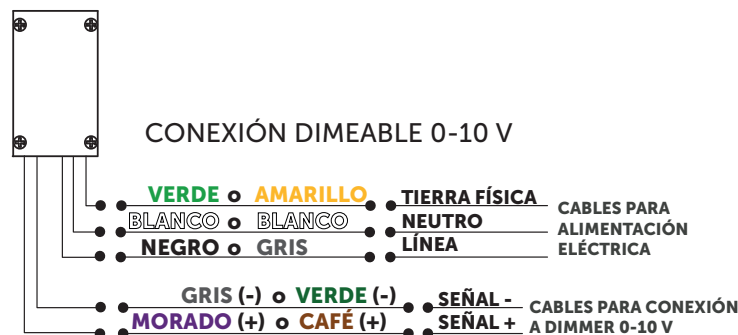 CONEXIÓN DIMEABLE 0-10 V
VERDE o AMARILLO TIERRA FÍSICA
BLANCO o BLANCO NEUTRO
NEGRO o GRIS LÍNEA
CABLES PARA
ALIMENTACIÓN
ELÉCTRICA
GRIS (-) o VERDE (-) SEÑAL -
MORADO (+) o CAFÉ (+) SEÑAL +
CABLES PARA CONEXIÓN
A DIMMER 0-10 V